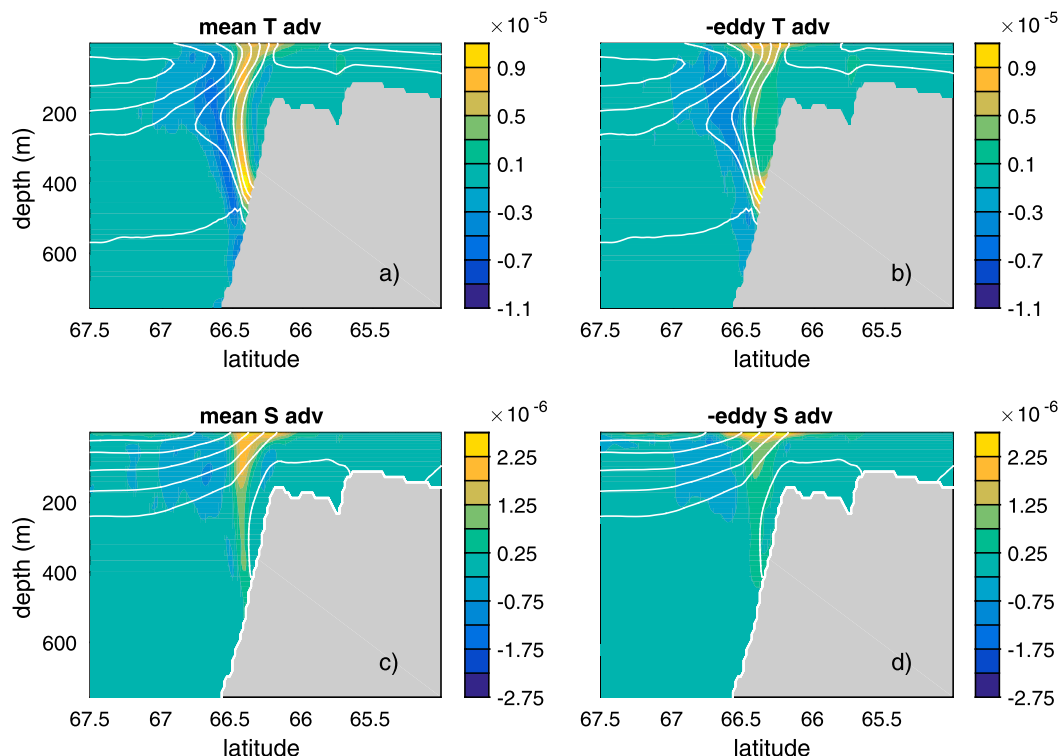 mean T adv
× 10 -5
depth (m)
200
400
600
67.5 67 66.5 66 65.5
latitude
a)
0.9
0.5
0.1
-0.3
-0.7
-1.1
-eddy T adv
× 10 -5
67.5 67 66.5 66 65.5
latitude
b)
0.9
0.5
0.1
-0.3
-0.7
-1.1
mean S adv
× 10 -6
depth (m)
200
400
600
67.5 67 66.5 66 65.5
latitude
c)
2.25
1.25
0.25
-0.75
-1.75
-2.75
-eddy S adv
× 10 -6
67.5 67 66.5 66 65.5
latitude
d)
2.25
1.25
0.25
-0.75
-1.75
-2.75